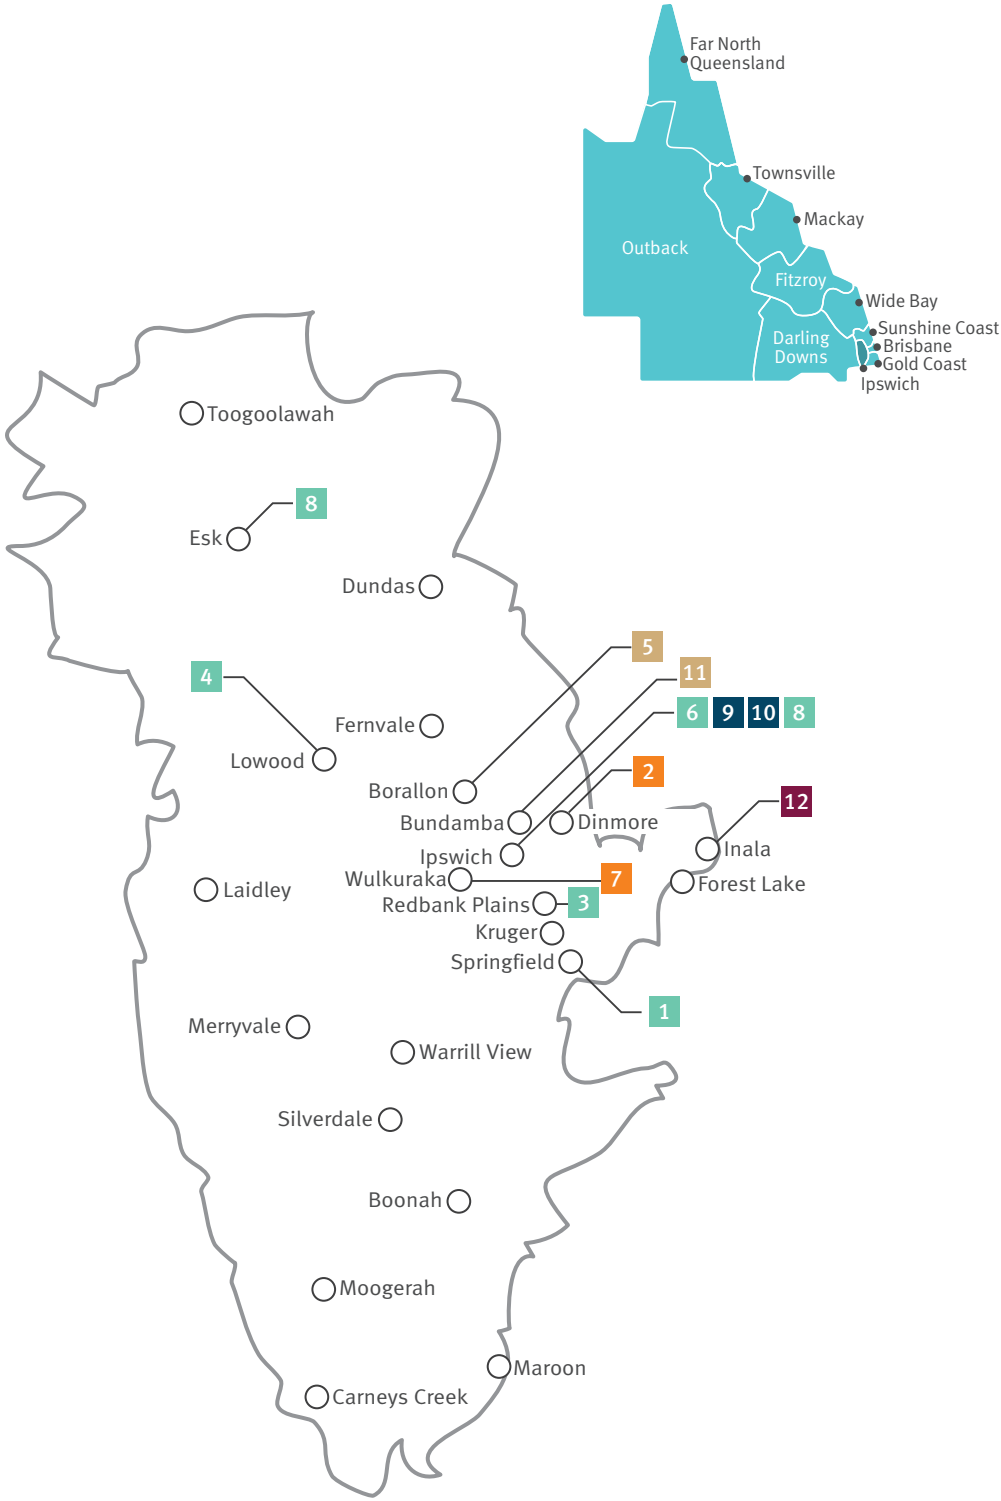 Far North
Queensland
Townsville
Mackay
Outback
Fitzroy
Wide Bay
Sunshine Coast
Darling
Downs
Brisbane
Gold Coast
Ipswich
Toogoolawah
8
Esk
Dundas
5
4
11
6 9 10 8
Fernvale
Lowood
2
Borallon
12
Bundamba
Dinmore
Inala
Ipswich
Wulkuraka
7
Forest Lake
Laidley
Redbank Plains
3
Kruger
Springfield
1
Merryvale
Warrill View
Silverdale
Boonah
Moogerah
Maroon
Carneys Creek